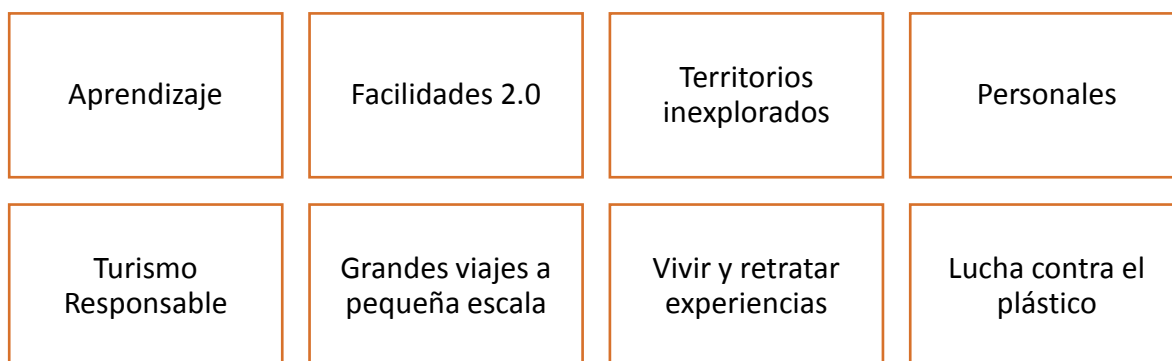 Aprendizaje
Facilidades 2.0
Territorios
inexplorados
Personales
Turismo
Responsable
Grandes viajes a
pequeña escala
Vivir y retratar
experiencias
Lucha contra el
plástico